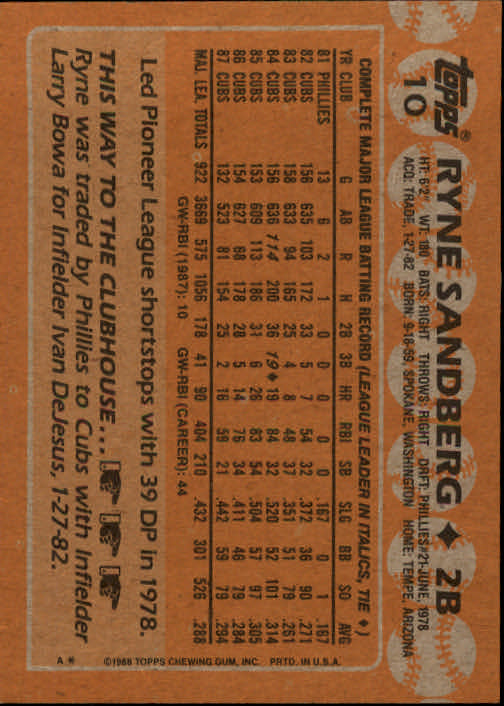 topps®
10
RYNE SANDBERG ♦ 2B
HT: 6'2" WT: 180 BATS: RIGHT THROWS: RIGHT DRFT: PHILLIES #21-JUNE, 1978
ACQ: TRADE, 1-27-82 BORN: 9-18-59, SPOKANE, WASHINGTON HOME: TEMPE, ARIZONA
COMPLETE MAJOR LEAGUE BATTING RECORD (LEAGUE LEADER IN ITALICS, TIE ♦)
YR CLUB G AB R H 2B 3B HR RBI SB SLG BB SO AVG
81 PHILLIES 13 6 2 1 0 0 0 0 0 .167 0 1 .167
82 CUBS 156 635 103 172 33 5 7 54 32 .372 36 90 .271
83 CUBS 158 633 94 165 25 4 8 48 37 .351 51 79 .261
84 CUBS 156 636 114 200 36 19♦ 19 84 32 .520 52 101 .314
85 CUBS 153 609 113 186 31 6 26 83 54 .504 57 97 .305
86 CUBS 154 627 68 178 28 5 14 76 34 .411 46 79 .284
87 CUBS 132 523 81 154 25 2 16 59 21 .442 59 79 .294
MAJ. LEA. TOTALS 922 3669 575 1056 178 41 90 404 210 .432 301 526 .288
GW-RBI (1987): 10 GW-RBI (CAREER): 44
Led Pioneer League shortstops with 39 DP in 1978.
THIS WAY TO THE CLUBHOUSE...
Ryne was traded by Phillies to Cubs with Infielder
Larry Bowa for Infielder Ivan DeJesus, 1-27-82.
A* ©1988 TOPPS CHEWING GUM, INC. PRTD. IN U.S.A.